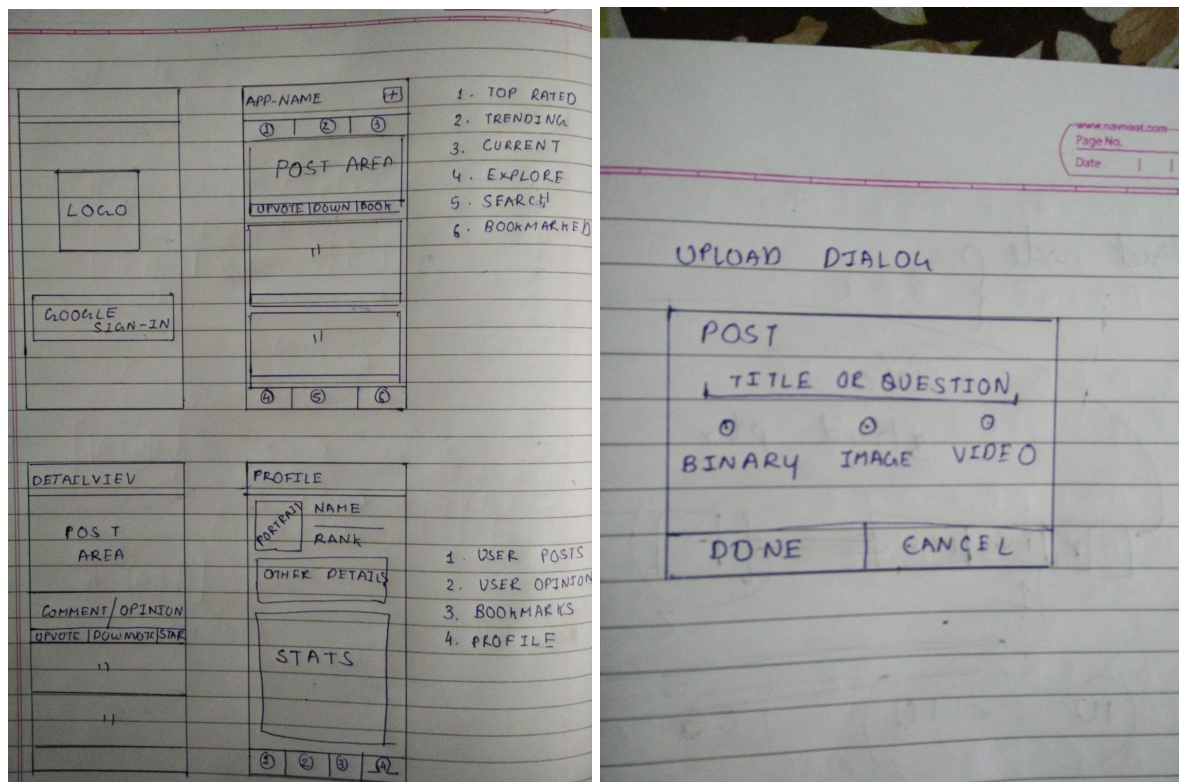 LOGO
GOOGLE
SIGN-IN
APP-NAME +
1 2 3
POST AREA
UPVOTE | DOWN | BOOK
"
"
4 5 6
1. TOP RATED
2. TRENDING
3. CURRENT
4. EXPLORE
5. SEARCH
6. BOOKMARKED
DETAILVIEV
POST
AREA
COMMENT/OPINION
UPVOTE | DOWNVOTE | STAR
"
"
PROFILE
PORTRAIT
NAME
RANK
OTHER DETAILS
STATS
1 2 3 4
1. USER POSTS
2. USER OPINION
3. BOOKMARKS
4. PROFILE
www.navneet.com
Page No.
Date
UPLOAD DIALOG
POST
TITLE OR QUESTION
BINARY IMAGE VIDEO
DONE CANCEL